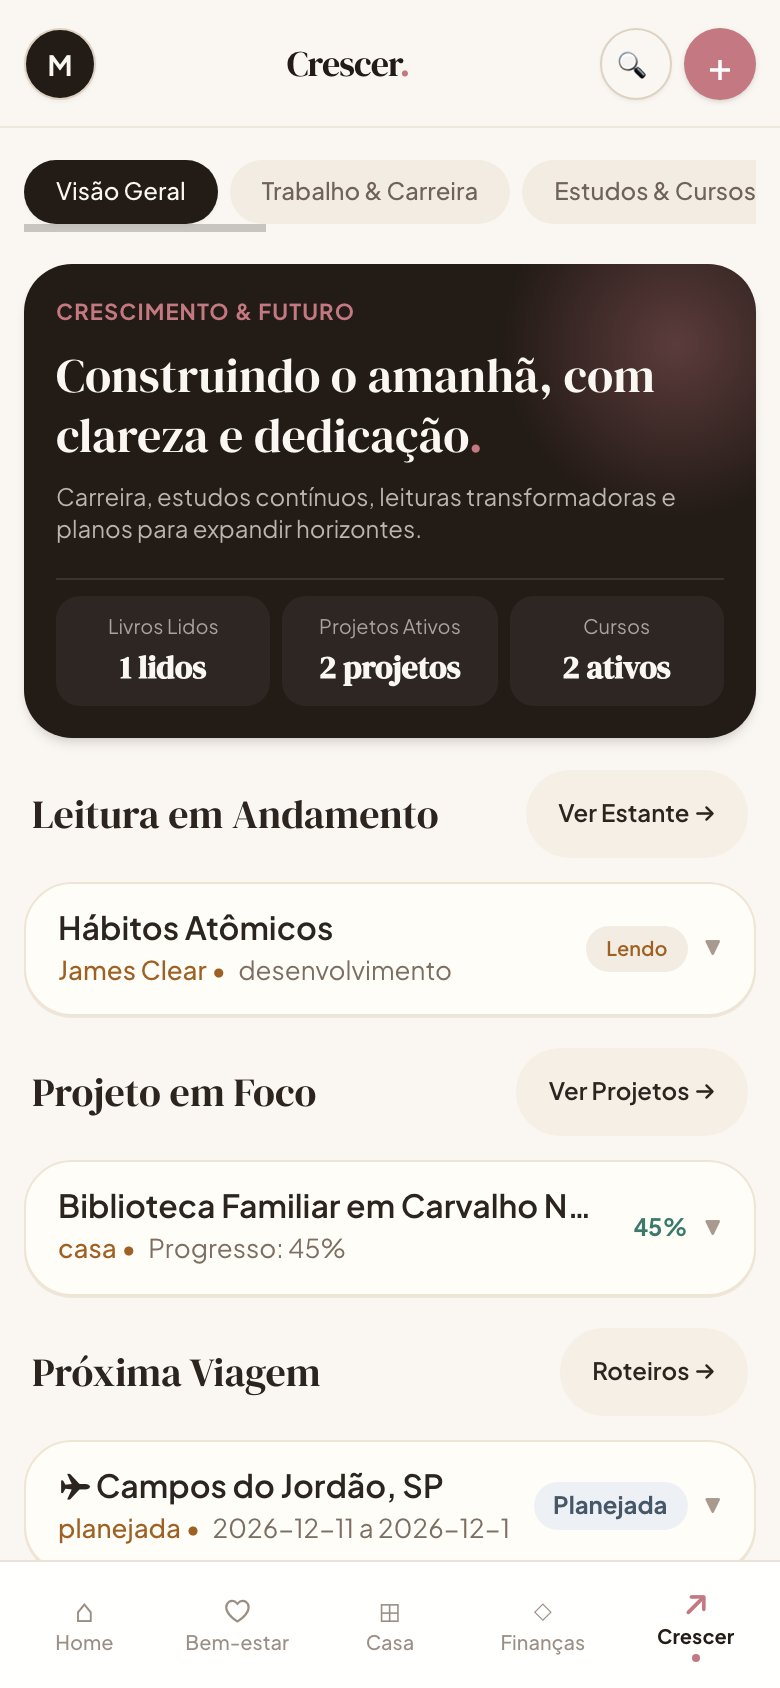 M
Crescer.
+
Visão Geral
Trabalho & Carreira
Estudos & Cursos
CRESCIMENTO & FUTURO
Construindo o amanhã, com
clareza e dedicação.
Carreira, estudos contínuos, leituras transformadoras e
planos para expandir horizontes.
Livros Lidos
1 lidos
Projetos Ativos
2 projetos
Cursos
2 ativos
Leitura em Andamento
Ver Estante →
Hábitos Atômicos
James Clear • desenvolvimento
Lendo ▼
Projeto em Foco
Ver Projetos →
Biblioteca Familiar em Carvalho N...
casa • Progresso: 45%
45% ▼
Próxima Viagem
Roteiros →
✈ Campos do Jordão, SP
planejada • 2026-12-11 a 2026-12-1
Planejada ▼
Home
Bem-estar
Casa
Finanças
Crescer